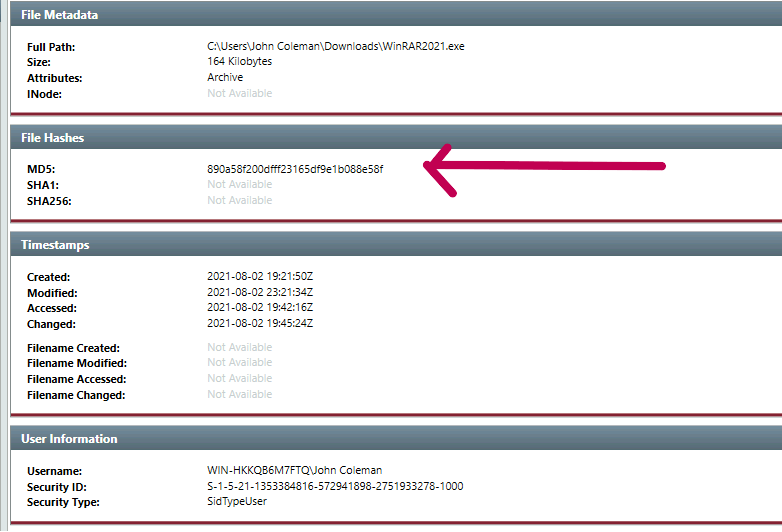 File Metadata
Full Path: C:\Users\John Coleman\Downloads\WinRAR2021.exe
Size: 164 Kilobytes
Attributes: Archive
INode: Not Available
File Hashes
MD5: 890a58f200dfff23165df9e1b088e58f
SHA1: Not Available
SHA256: Not Available
Timestamps
Created: 2021-08-02 19:21:50Z
Modified: 2021-08-02 23:21:34Z
Accessed: 2021-08-02 19:42:16Z
Changed: 2021-08-02 19:45:24Z
Filename Created: Not Available
Filename Modified: Not Available
Filename Accessed: Not Available
Filename Changed: Not Available
User Information
Username: WIN-HKKQB6M7FTQ\John Coleman
Security ID: S-1-5-21-1353384816-572941898-2751933278-1000
Security Type: SidTypeUser